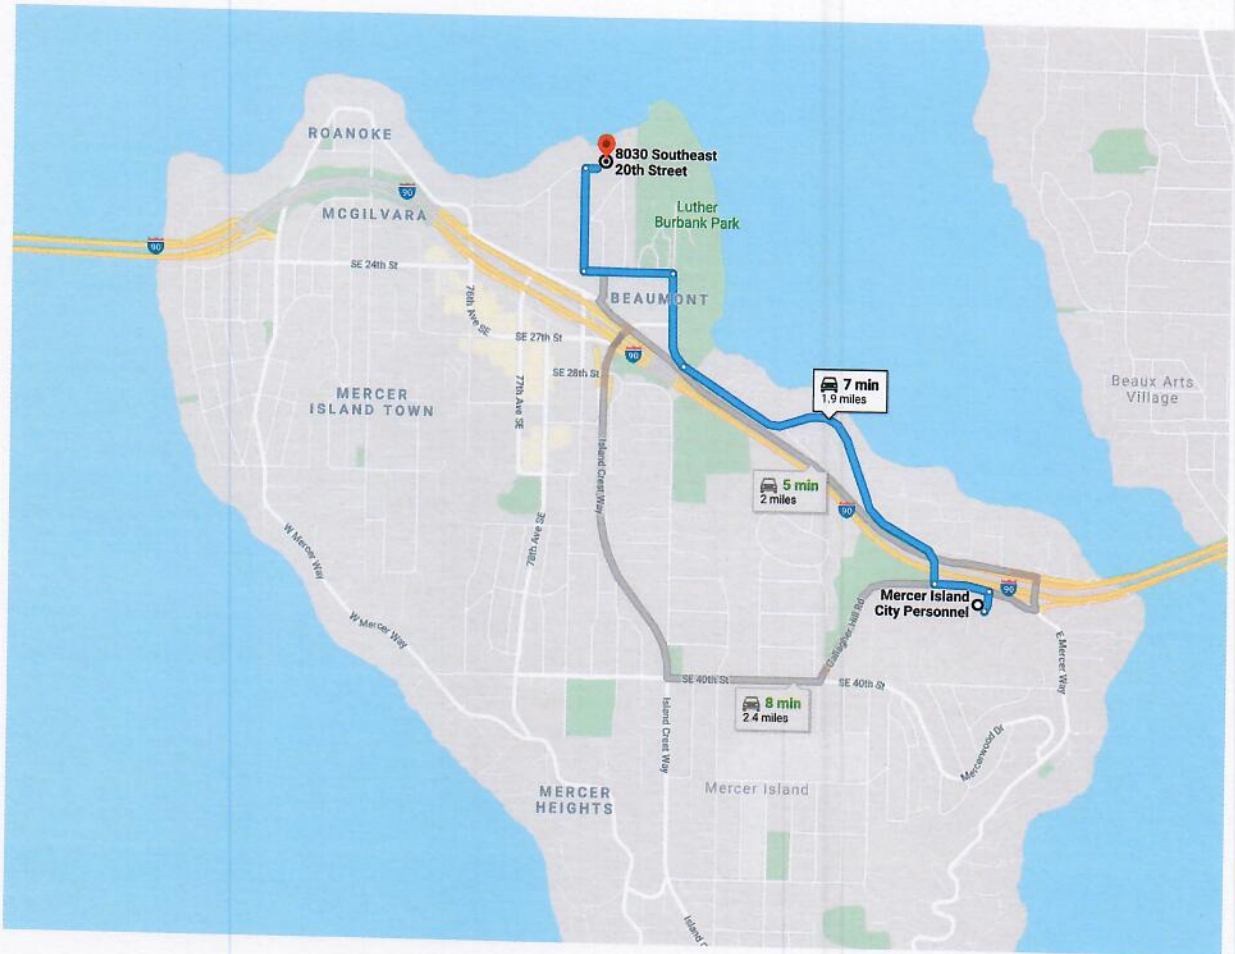 ROANOKE
8030 Southeast
20th Street
90
MCGILVARA
Luther
Burbank Park
90
SE 24th St
76th Ave SE
BEAUMONT
SE 27th St
90
SE 28th St
77th Ave SE
7 min
1.9 miles
Beaux Arts
Village
MERCER
ISLAND TOWN
Island Crest Way
5 min
2 miles
90
78th Ave SE
W Mercer Way
W Mercer Way
90
Mercer Island
City Personnel
Gallagher Hill Rd
E Mercer Way
SE 40th St
SE 40th St
8 min
2.4 miles
Island Crest Way
Mercerwood Dr
MERCER
HEIGHTS
Mercer Island
Island C